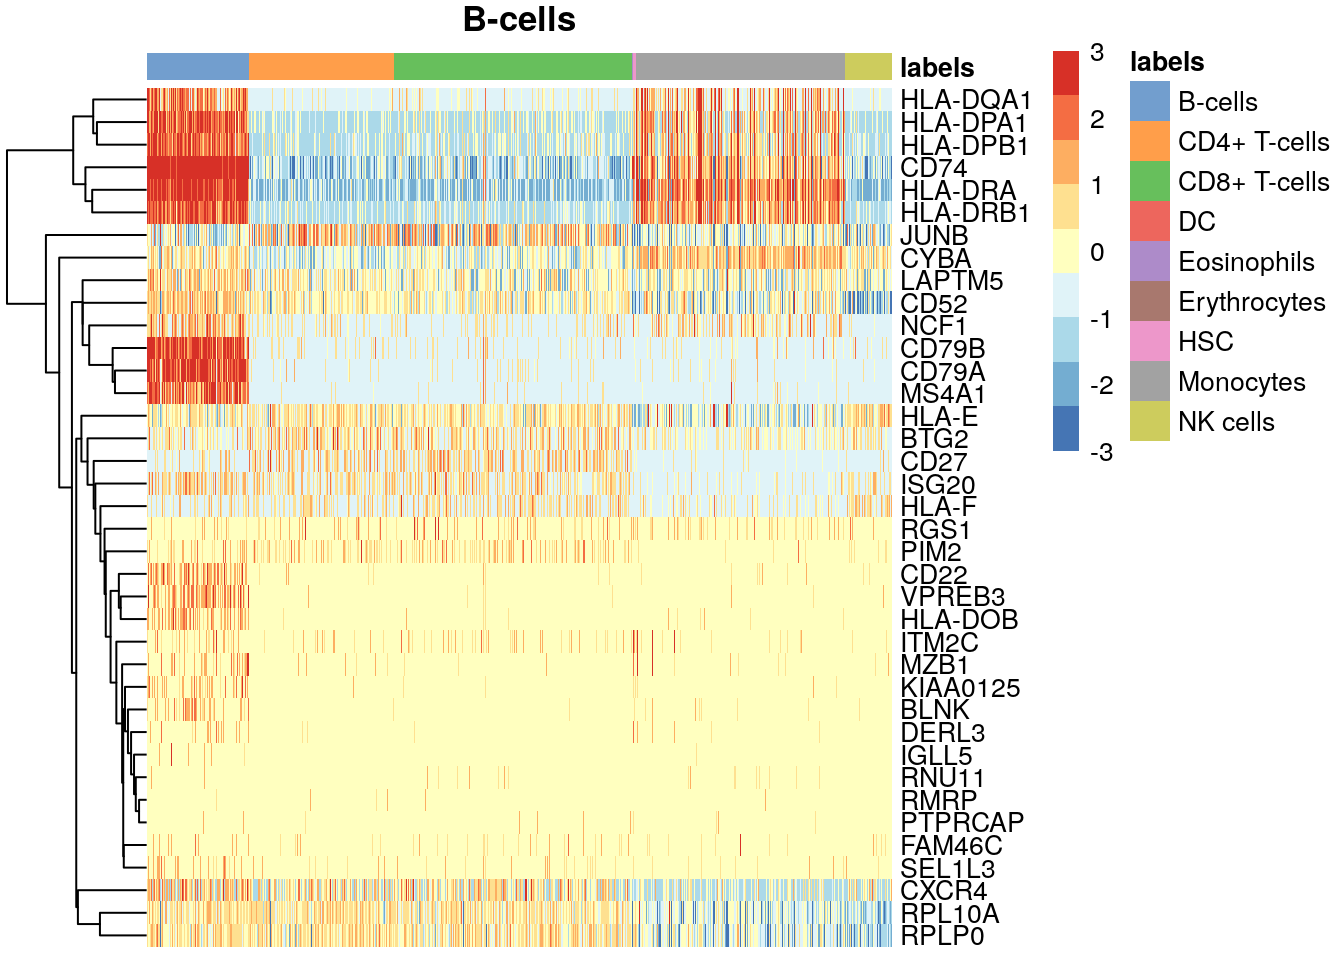 B-cells
labels
HLA-DQA1
HLA-DPA1
HLA-DPB1
CD74
HLA-DRA
HLA-DRB1
JUNB
CYBA
LAPTM5
CD52
NCF1
CD79B
CD79A
MS4A1
HLA-E
BTG2
CD27
ISG20
HLA-F
RGS1
PIM2
CD22
VPREB3
HLA-DOB
ITM2C
MZB1
KIAA0125
BLNK
DERL3
IGLL5
RNU11
RMRP
PTPRCAP
FAM46C
SEL1L3
CXCR4
RPL10A
RPLP0
3
2
1
0
-1
-2
-3
labels
B-cells
CD4+ T-cells
CD8+ T-cells
DC
Eosinophils
Erythrocytes
HSC
Monocytes
NK cells